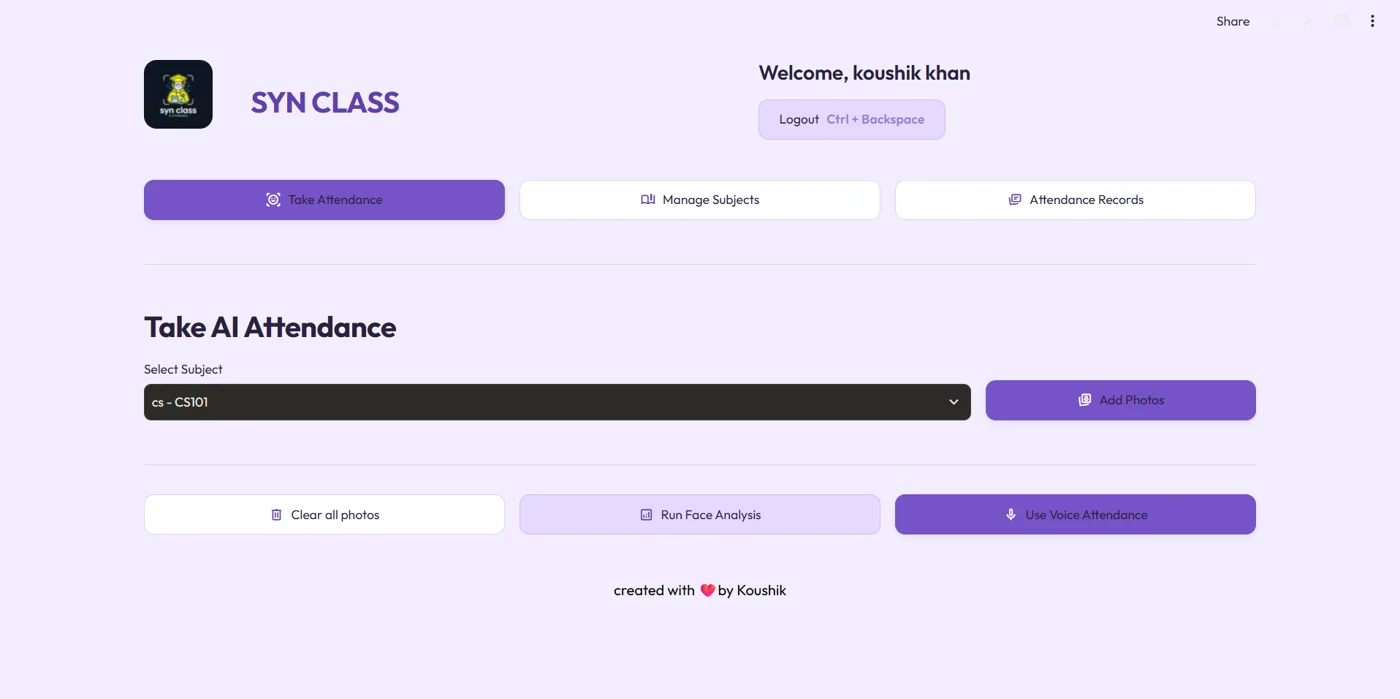 Share
syn class
SYN CLASS
Welcome, koushik khan
Logout Ctrl + Backspace
Take Attendance
Manage Subjects
Attendance Records
Take AI Attendance
Select Subject
cs - CS101
Add Photos
Clear all photos
Run Face Analysis
Use Voice Attendance
created with ❤️ by Koushik